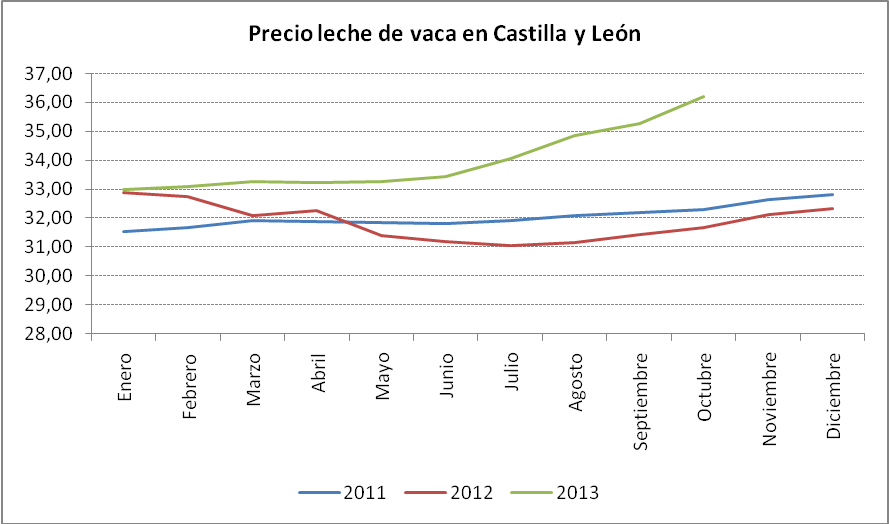 Precio leche de vaca en Castilla y León
37,00
36,00
35,00
34,00
33,00
32,00
31,00
30,00
29,00
28,00
Enero
Febrero
Marzo
Abril
Mayo
Junio
Julio
Agosto
Septiembre
Octubre
Noviembre
Diciembre
2011 2012 2013